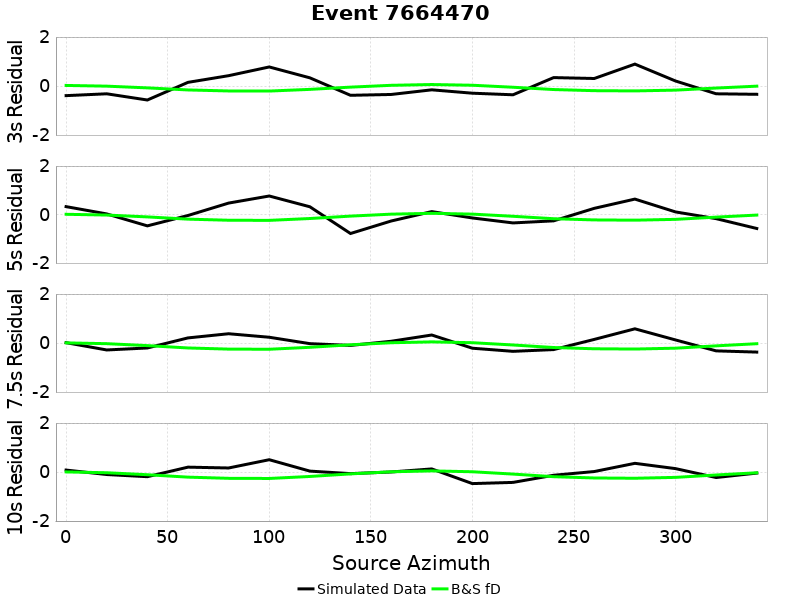 Event 7664470
3s Residual
2
0
-2
5s Residual
2
0
-2
7.5s Residual
2
0
-2
10s Residual
2
0
-2
0 50 100 150 200 250 300
Source Azimuth
Simulated Data B&S fD